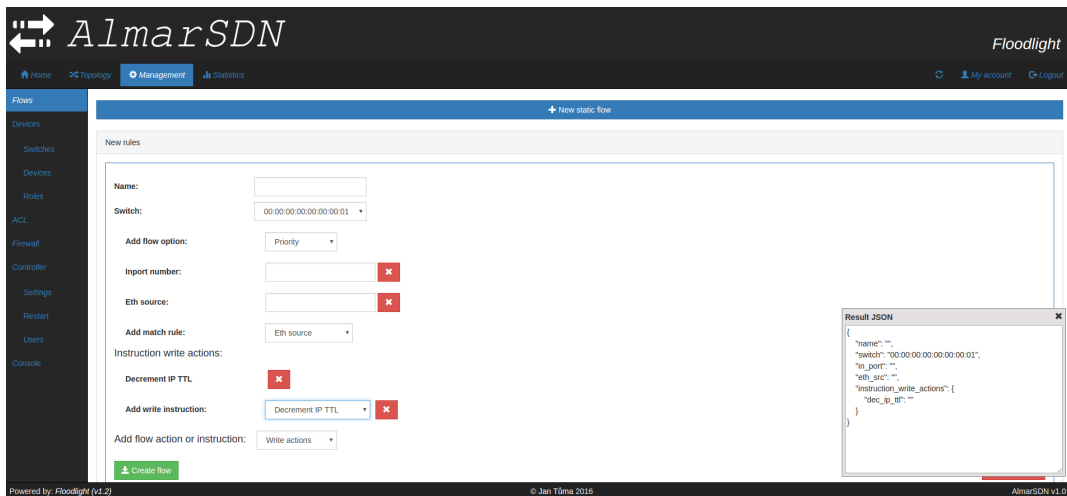 AlmarSDN
Floodlight
Home Topology Management Statistics My account Logout
Flows
Devices
Switches
Devices
Roles
ACL
Firewall
Controller
Settings
Restart
Users
Console
New static flow
New rules
Name:
Switch: 00:00:00:00:00:00:00:01
Add flow option: Priority
Inport number:
Eth source:
Add match rule: Eth source
Instruction write actions:
Decrement IP TTL
Add write instruction: Decrement IP TTL
Add flow action or instruction: Write actions
Create flow
Result JSON
{
"name": "",
"switch": "00:00:00:00:00:00:00:01",
"in_port": "",
"eth_src": "",
"instruction_write_actions": {
"dec_ip_ttl": ""
}
}
Powered by: Floodlight (v1.2) © Jan Tůma 2016 AlmarSDN v1.0